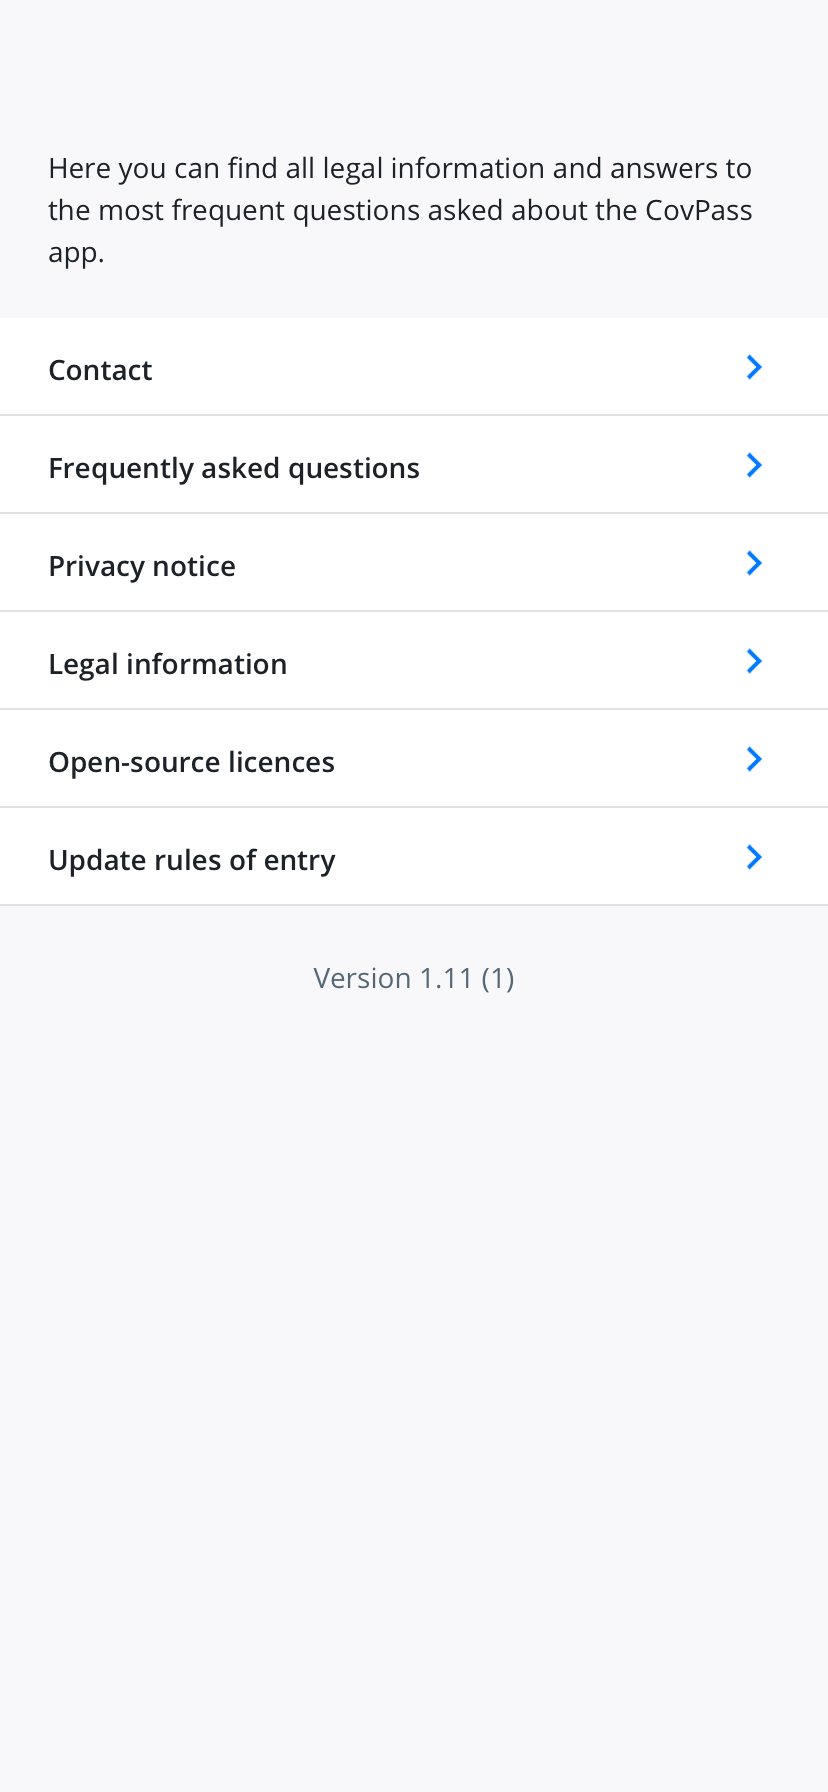 Here you can find all legal information and answers to
the most frequent questions asked about the CovPass
app.
Contact
Frequently asked questions
Privacy notice
Legal information
Open-source licences
Update rules of entry
Version 1.11 (1)